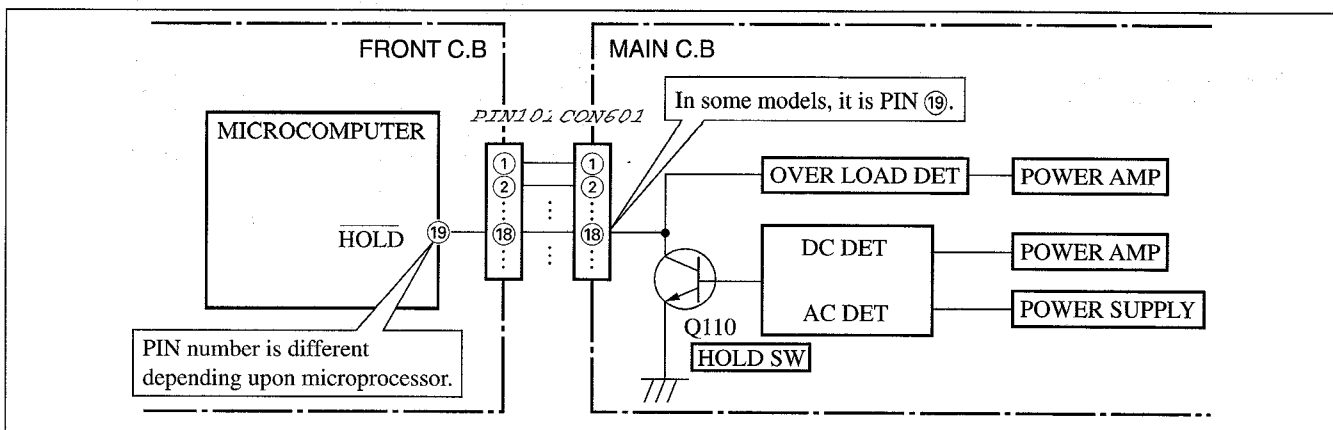 FRONT C.B
MAIN C.B
In some models, it is PIN ⑲.
PIN101 CON601
MICROCOMPUTER
① ①
② ②
HOLD ⑲ ⑱ ⑱
OVER LOAD DET
POWER AMP
DC DET
POWER AMP
AC DET
POWER SUPPLY
Q110
HOLD SW
PIN number is different
depending upon microprocessor.